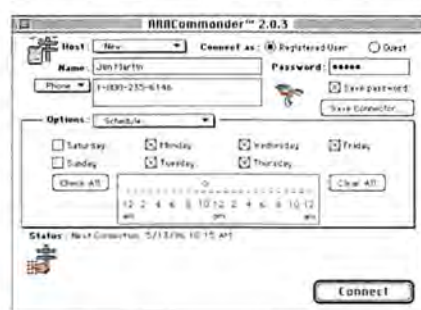 ARACommander™ 2.0.3
Host: New Connect as: Registered User Guest
Name: Jon Martin Password: •••••
Phone 1-800-235-6146 Save password
Save Connector...
Options: Schedule
Saturday Monday Wednesday Friday
Sunday Tuesday Thursday
Check All Clear All
12 2 4 6 8 10 12 2 4 6 8 10 12
am pm am
Status: Next Connection: 5/13/96 10:15 AM
Connect